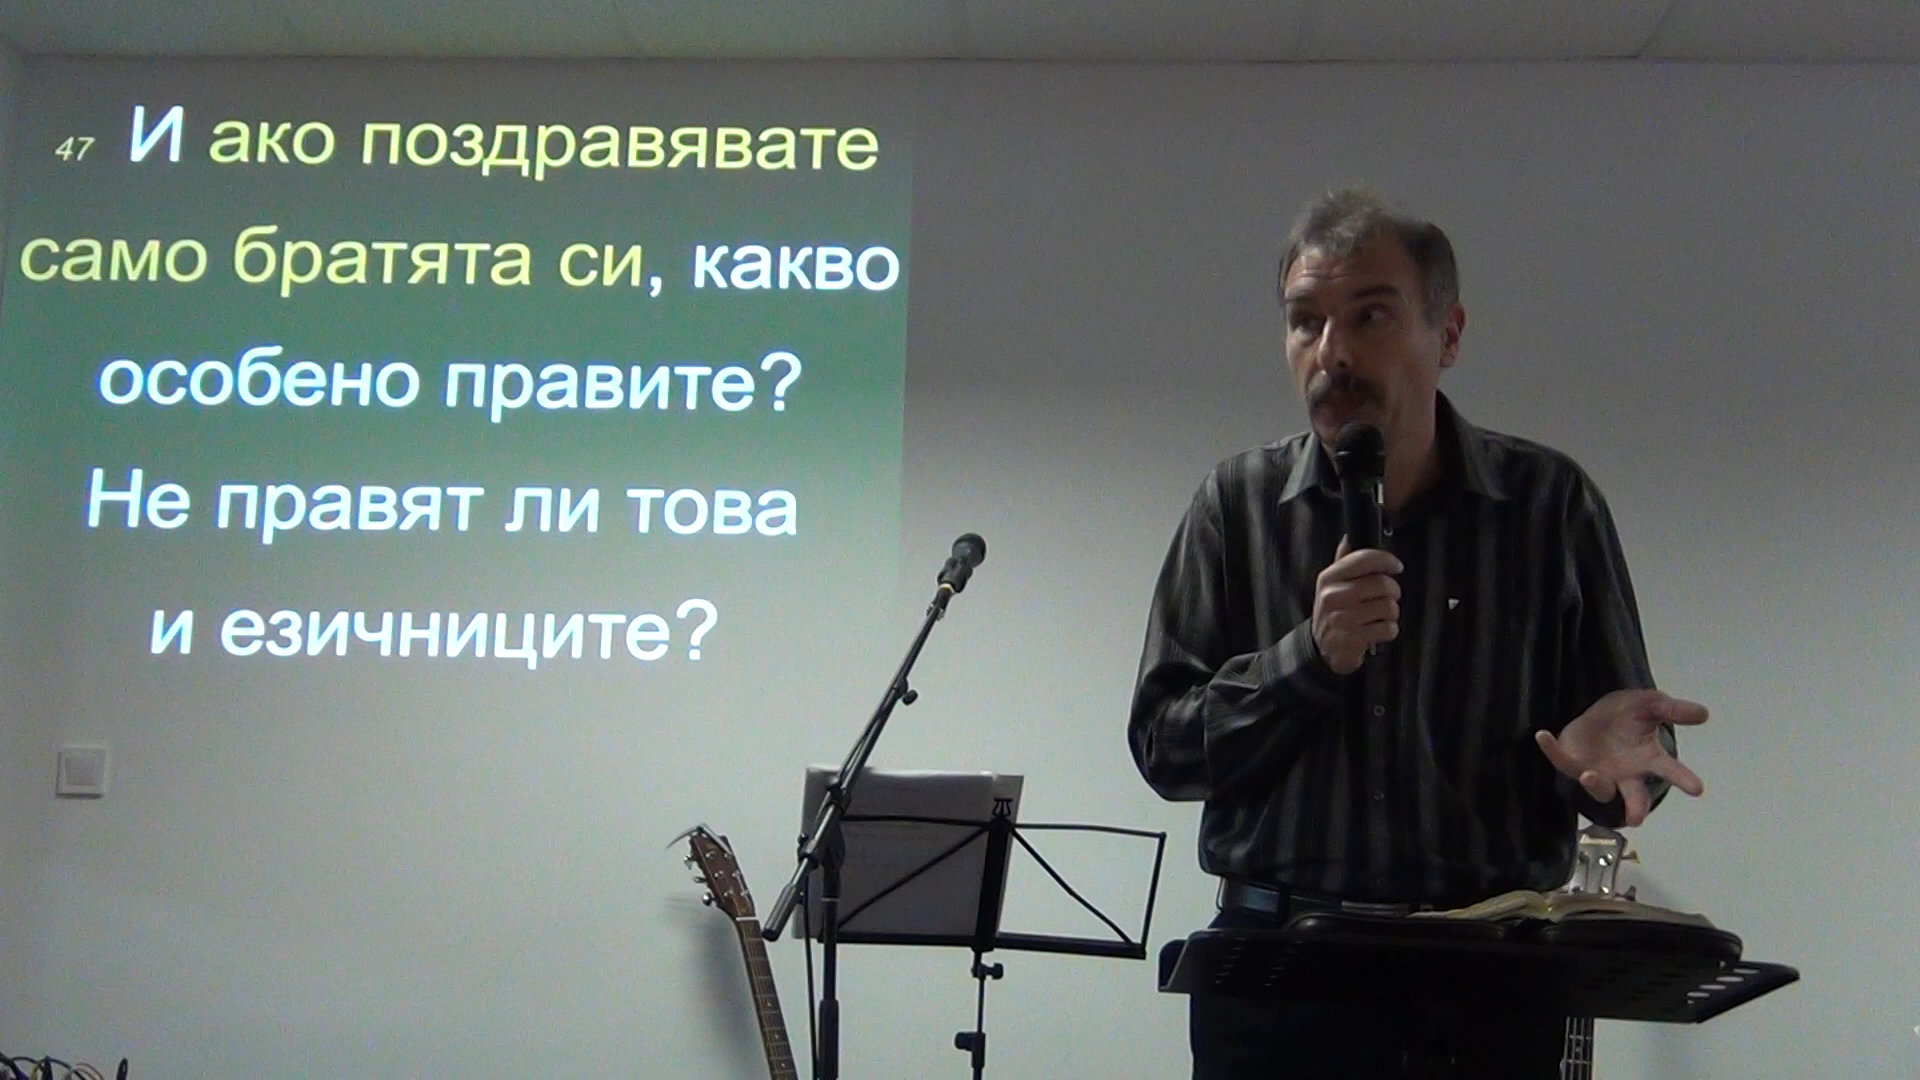 47 И ако поздравявате
само братята си, какво
особено правите?
Не правят ли това
и езичниците?